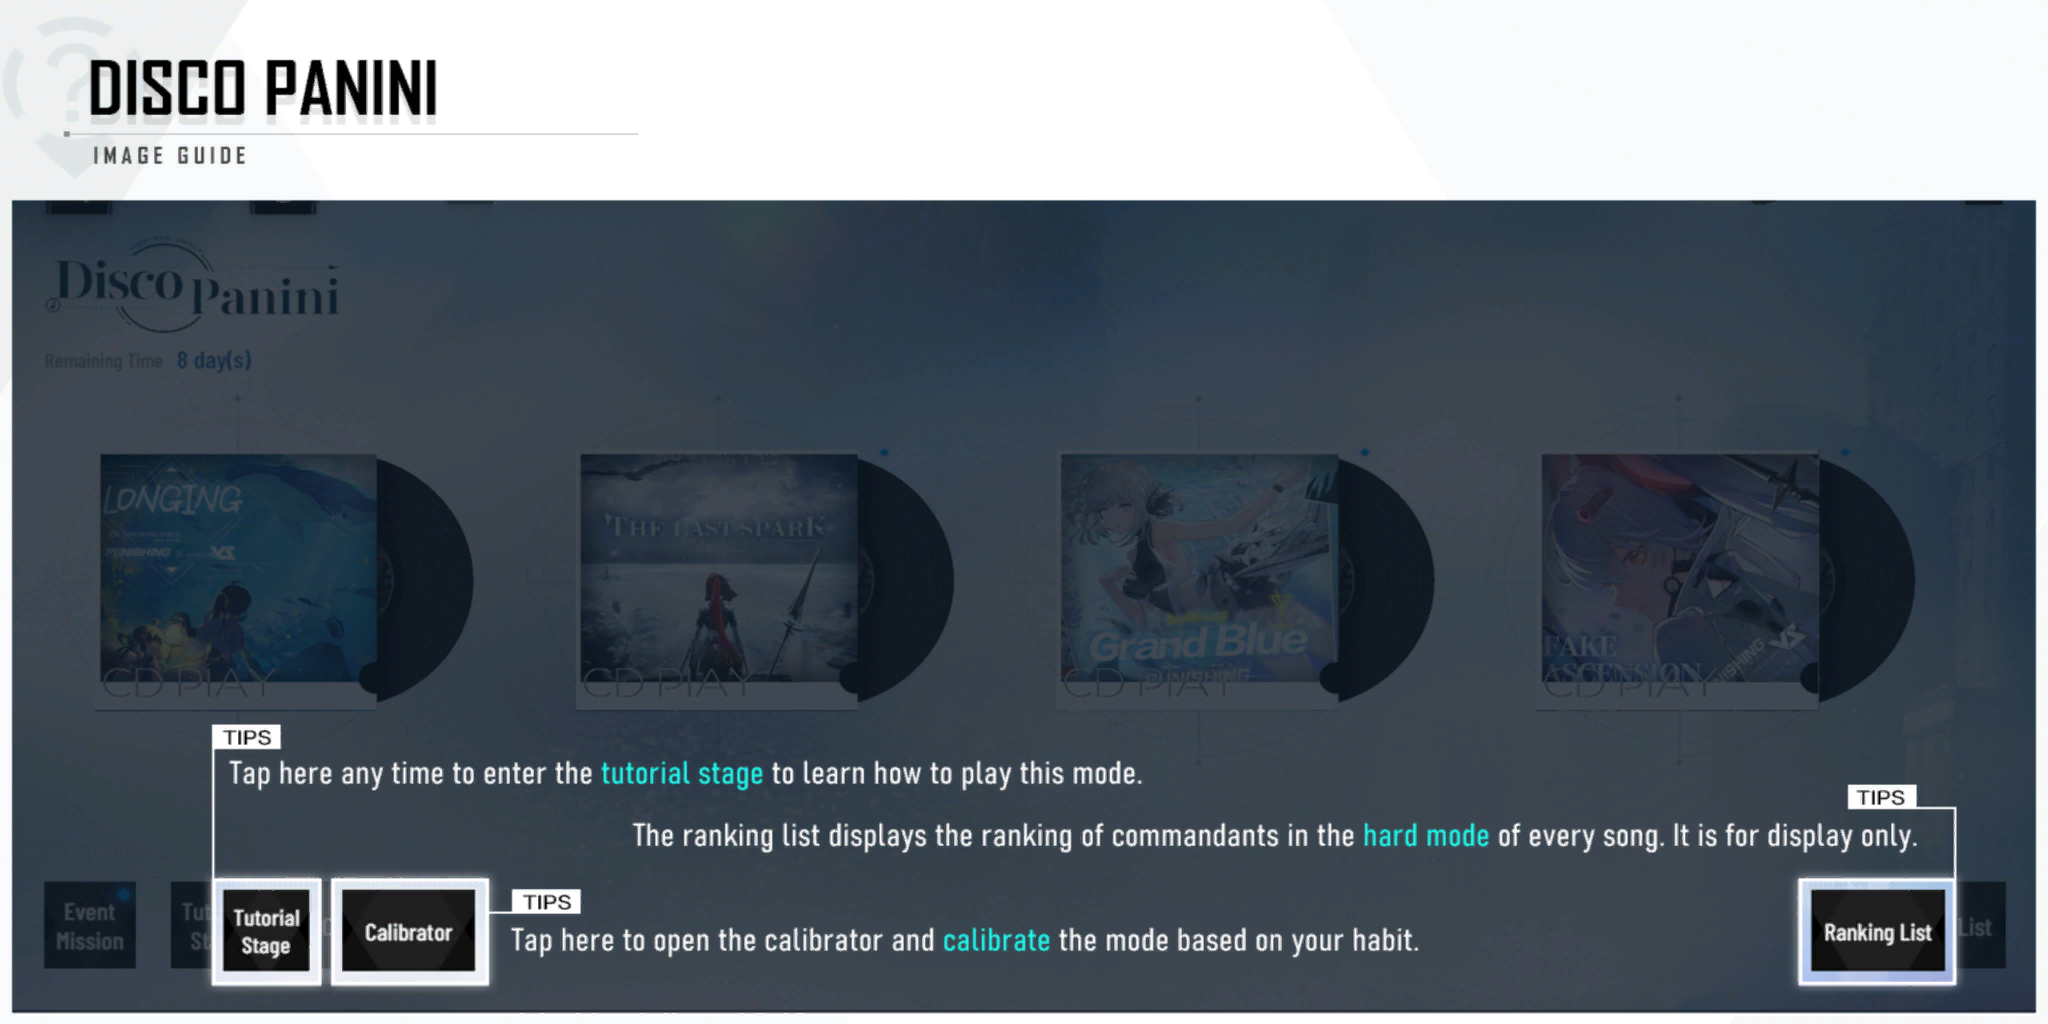 DISCO PANINI
IMAGE GUIDE
Disco Panini
Remaining Time 8 day(s)
LONGING
PUNISHING X
CD PLAY
THE LAST SPARK
CD PLAY
Grand Blue
PUNISHING
CD PLAY
FAKE
ASCENSION
CD PLAY
TIPS
Tap here any time to enter the tutorial stage to learn how to play this mode.
TIPS
The ranking list displays the ranking of commandants in the hard mode of every song. It is for display only.
Event
Mission
Tutorial
Stage
Calibrator
TIPS
Tap here to open the calibrator and calibrate the mode based on your habit.
Ranking List
List